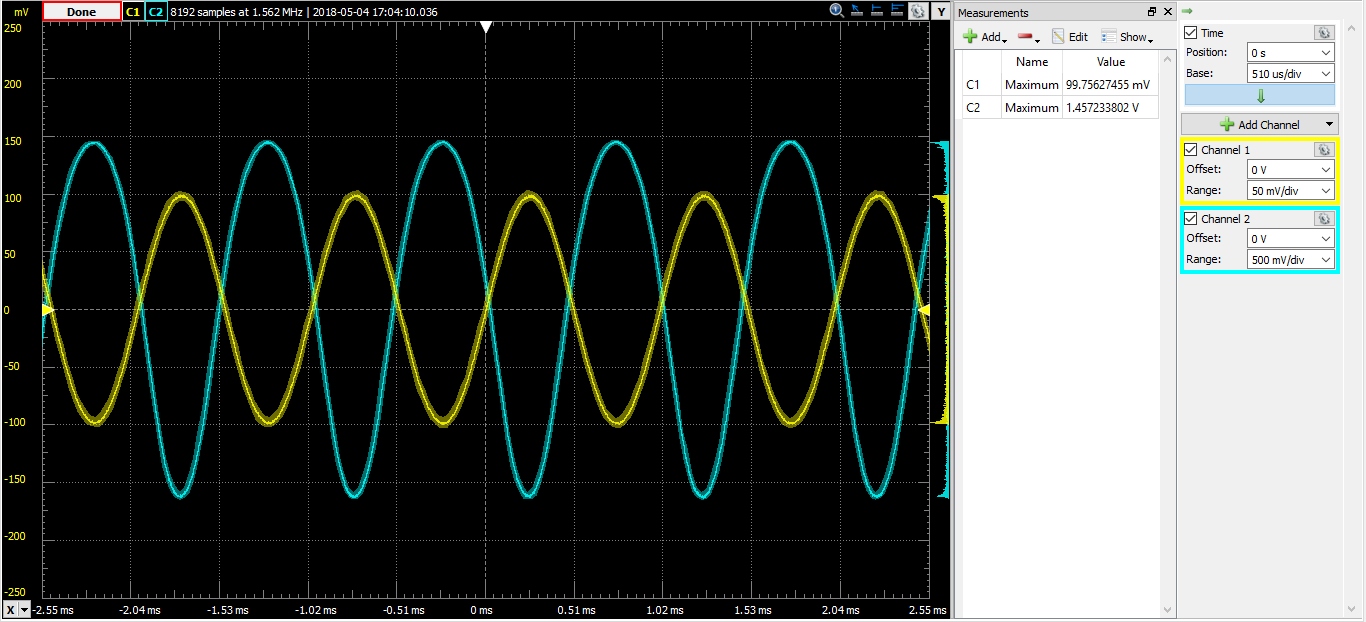 mV Done C1 C2 8192 samples at 1.562 MHz | 2018-05-04 17:04:10.036 Y
250
200
150
100
50
0
-50
-100
-150
-200
-250
X -2.55 ms -2.04 ms -1.53 ms -1.02 ms -0.51 ms 0 ms 0.51 ms 1.02 ms 1.53 ms 2.04 ms 2.55 ms
Measurements
Add Edit Show
Name Value
C1 Maximum 99.75627455 mV
C2 Maximum 1.457233802 V
Time
Position: 0 s
Base: 510 us/div
Add Channel
Channel 1
Offset: 0 V
Range: 50 mV/div
Channel 2
Offset: 0 V
Range: 500 mV/div